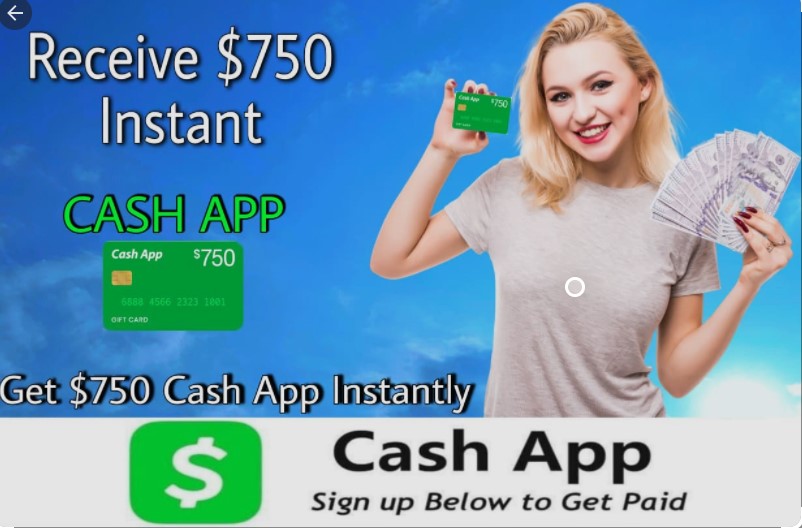 Receive $750
Instant
Cash App $750
CASH APP
Cash App $750
6888 4566 2323 1001
GIFT CARD
Get $750 Cash App Instantly
$
Cash App
Sign up Below to Get Paid